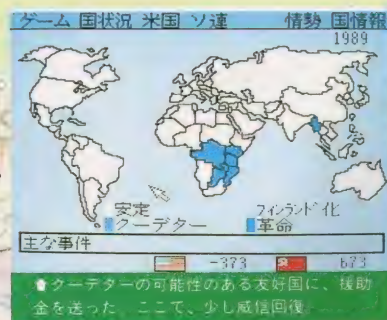 ゲーム 国状況 米国 ソ連 情勢 国情報
1989
安定 フィンランド化
クーデター 革命
主な事件
-373 673
クーデターの可能性のある友好国に、援助
金を送った。ここで、少し威信回復